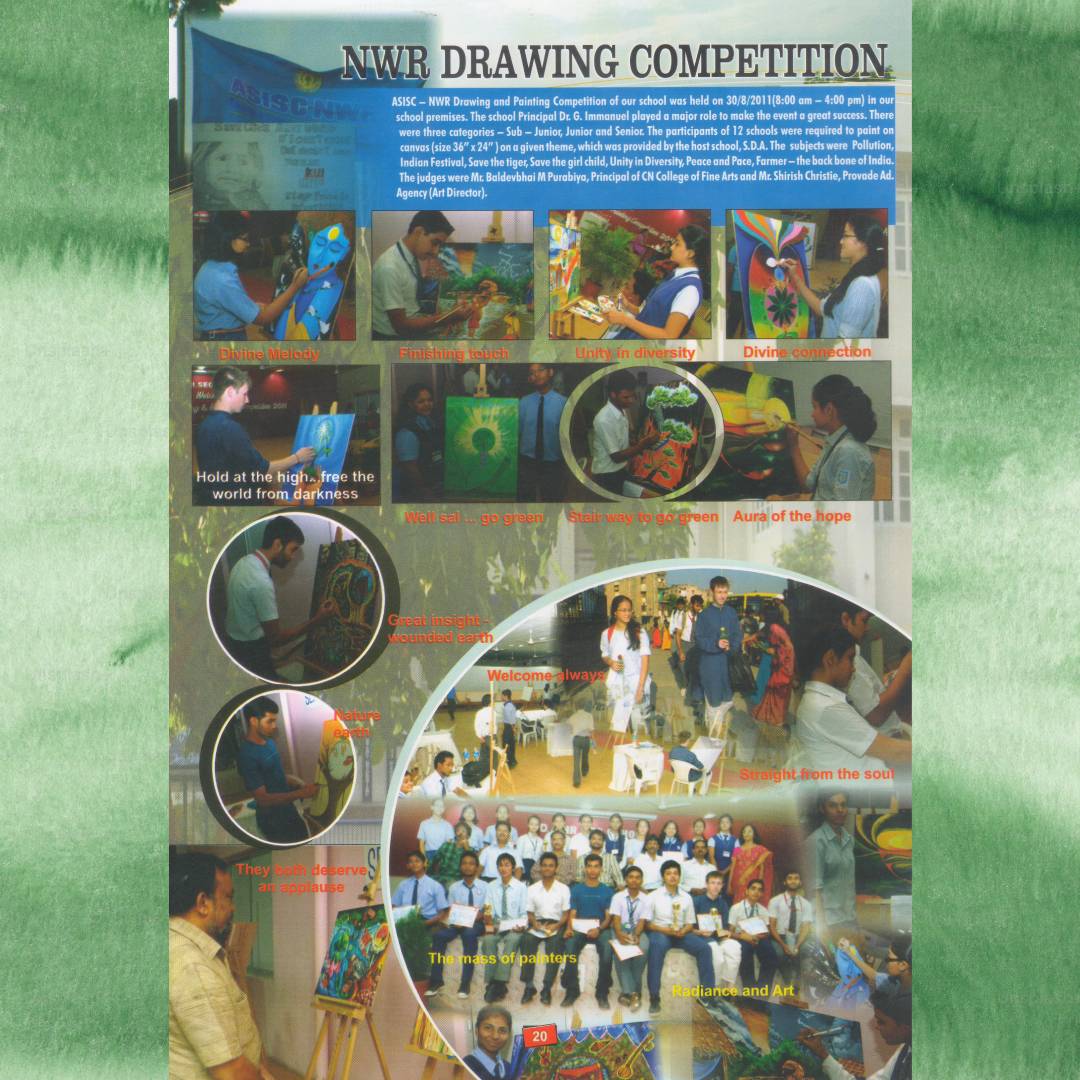 NWR DRAWING COMPETITION
ASISC-NWR
ASISC – NWR Drawing and Painting Competition of our school was held on 30/8/2011(8:00 am – 4:00 pm) in our
school premises. The school Principal Dr. G. Immanuel played a major role to make the event a great success. There
were three categories – Sub – Junior, Junior and Senior. The participants of 12 schools were required to paint on
canvas (size 36” x 24” ) on a given theme, which was provided by the host school, S.D.A. The subjects were Pollution,
Indian Festival, Save the tiger, Save the girl child, Unity in Diversity, Peace and Pace, Farmer – the back bone of India.
The judges were Mr. Baldevbhai M Purabiya, Principal of CN College of Fine Arts and Mr. Shirish Christie, Provade Ad.
Agency (Art Director).
Divine Melody
Finishing touch
Unity in diversity
Divine connection
Hold at the high...free the
world from darkness
Well sai ... go green
Stair way to go green
Aura of the hope
Great insight -
wounded earth
Welcome always
Nature
earth
Straight from the soul
They both deserve
an applause
The mass of painters
Radiance and Art
20